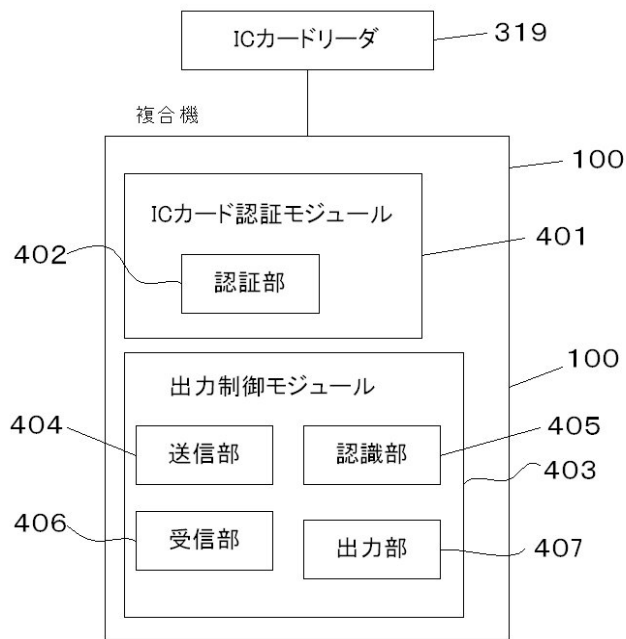 ICカードリーダ
319
複合機
100
ICカード認証モジュール
401
402
認証部
100
出力制御モジュール
404
送信部
認識部
405
403
406
受信部
出力部
407